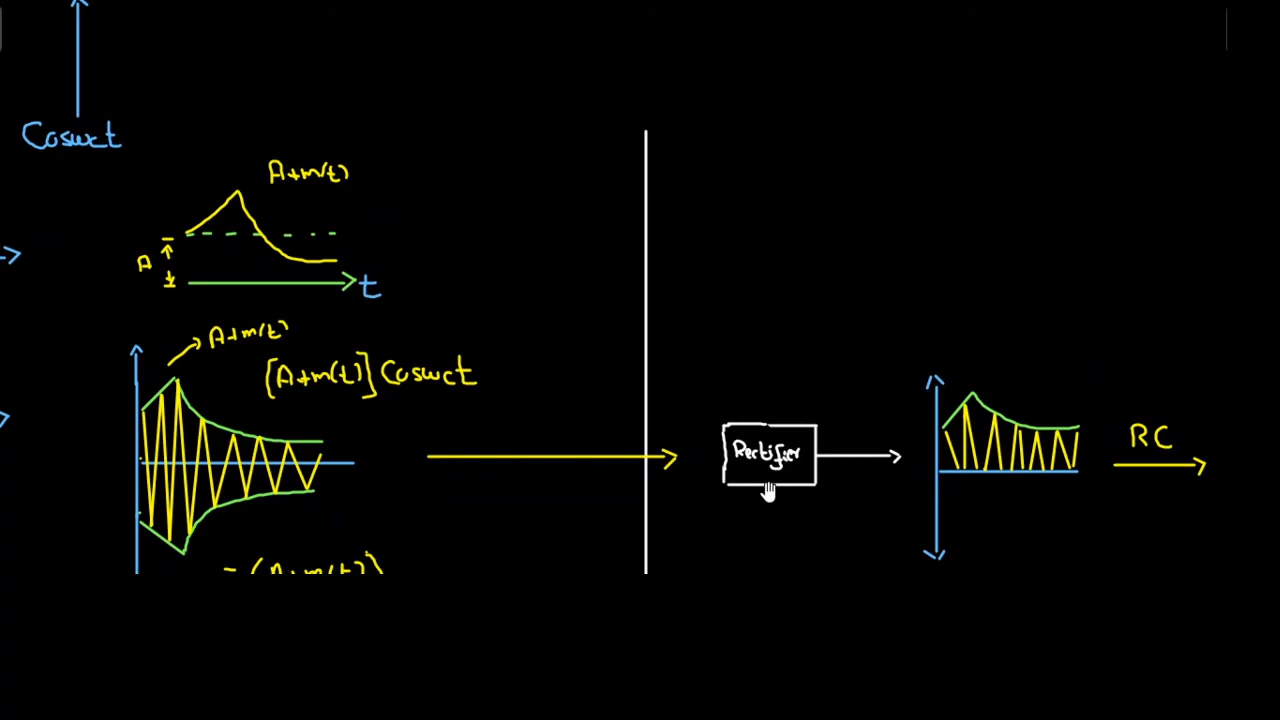 Coswct
A+m(t)
A
t
A+m(t)
[A+m(t)] Coswct
Rectifier
RC
-(A+m(t))